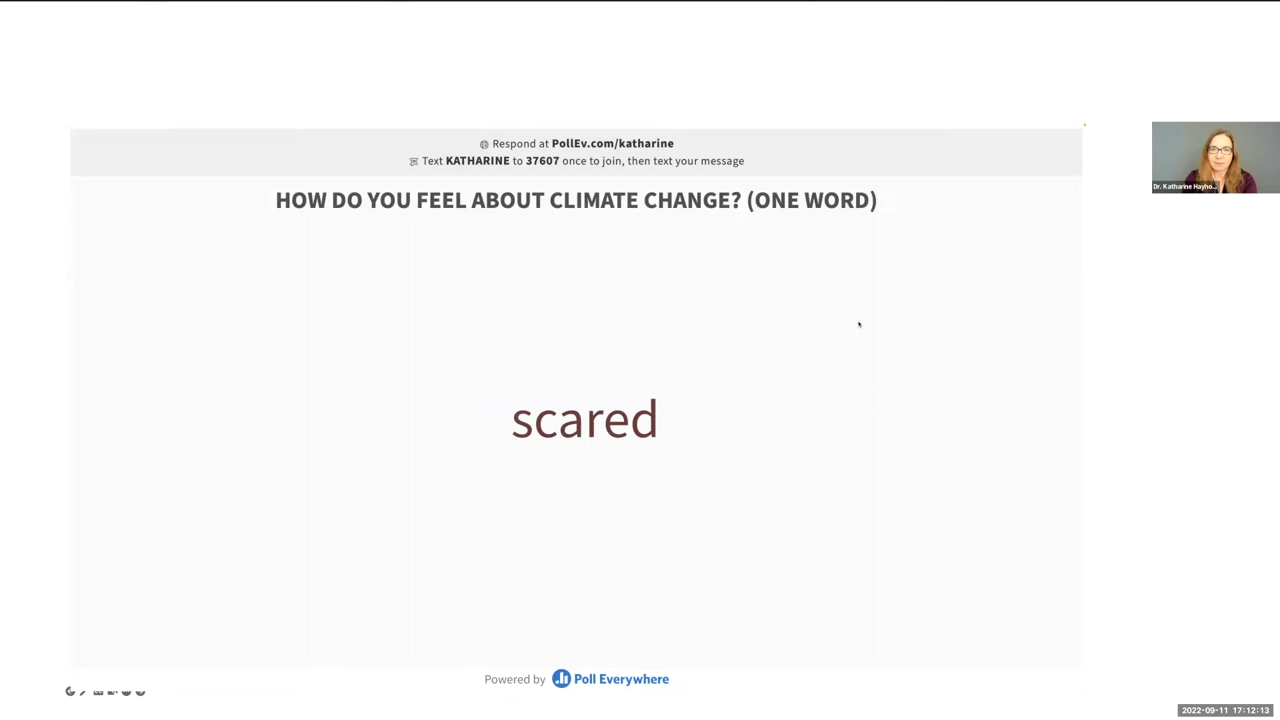 Respond at PollEv.com/katharine
Text KATHARINE to 37607 once to join, then text your message
HOW DO YOU FEEL ABOUT CLIMATE CHANGE? (ONE WORD)
Dr. Katharine Hayho...
scared
Powered by Poll Everywhere
2022-09-11 17:12:13